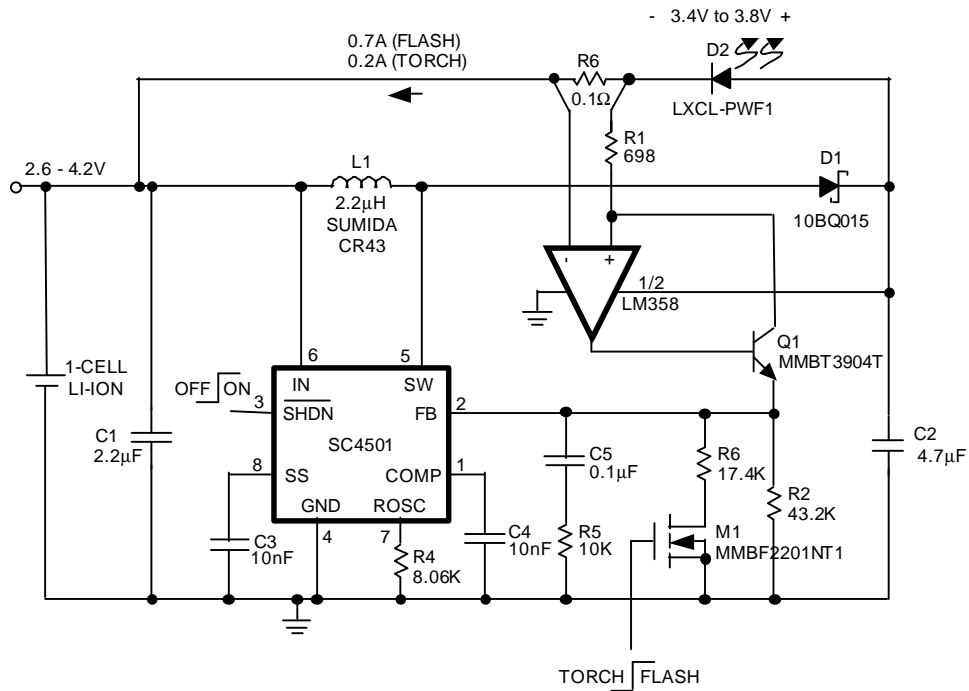 - 3.4V to 3.8V +
0.7A (FLASH)
0.2A (TORCH)
R6
0.1Ω
D2
LXCL-PWF1
R1
698
2.6 - 4.2V
L1
2.2µH
SUMIDA
CR43
D1
10BQ015
- +
1/2
LM358
Q1
MMBT3904T
1-CELL
LI-ION
C1
2.2µF
OFF ON
6
5
IN
SW
3
SHDN
FB
2
SC4501
8
SS
COMP
1
GND
ROSC
4
7
C3
10nF
R4
8.06K
C4
10nF
C5
0.1µF
R5
10K
R6
17.4K
M1
MMBF2201NT1
R2
43.2K
C2
4.7µF
TORCH FLASH